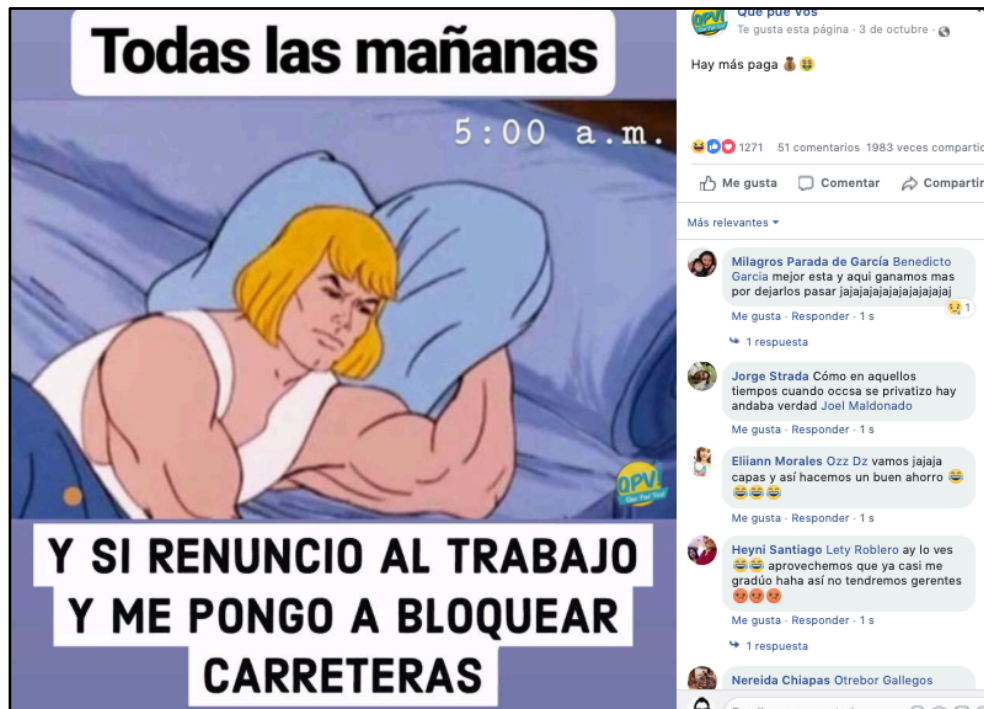 Todas las mañanas
5:00 a.m.
QPV!
Y SI RENUNCIO AL TRABAJO
Y ME PONGO A BLOQUEAR
CARRETERAS
QPV!
Que pue Vos
Te gusta esta página · 3 de octubre ·
Hay más paga 💰🤑
1271 51 comentarios 1983 veces compartid
Me gusta Comentar Compartir
Más relevantes
Milagros Parada de García Benedicto
Garcia mejor esta y aqui ganamos mas
por dejarlos pasar jajajajajajajajajajaj
1
Me gusta · Responder · 1 s
1 respuesta
Jorge Strada Cómo en aquellos
tiempos cuando occsa se privatizo hay
andaba verdad Joel Maldonado
Me gusta · Responder · 1 s
Eliiann Morales Ozz Dz vamos jajaja
capas y así hacemos un buen ahorro 😂
😂😂😂
Me gusta · Responder · 1 s
Heyni Santiago Lety Roblero ay lo ves
😂😂 aprovechemos que ya casi me
gradúo haha así no tendremos gerentes
😡😡😡
Me gusta · Responder · 1 s
1 respuesta
Nereida Chiapas Otrebor Gallegos